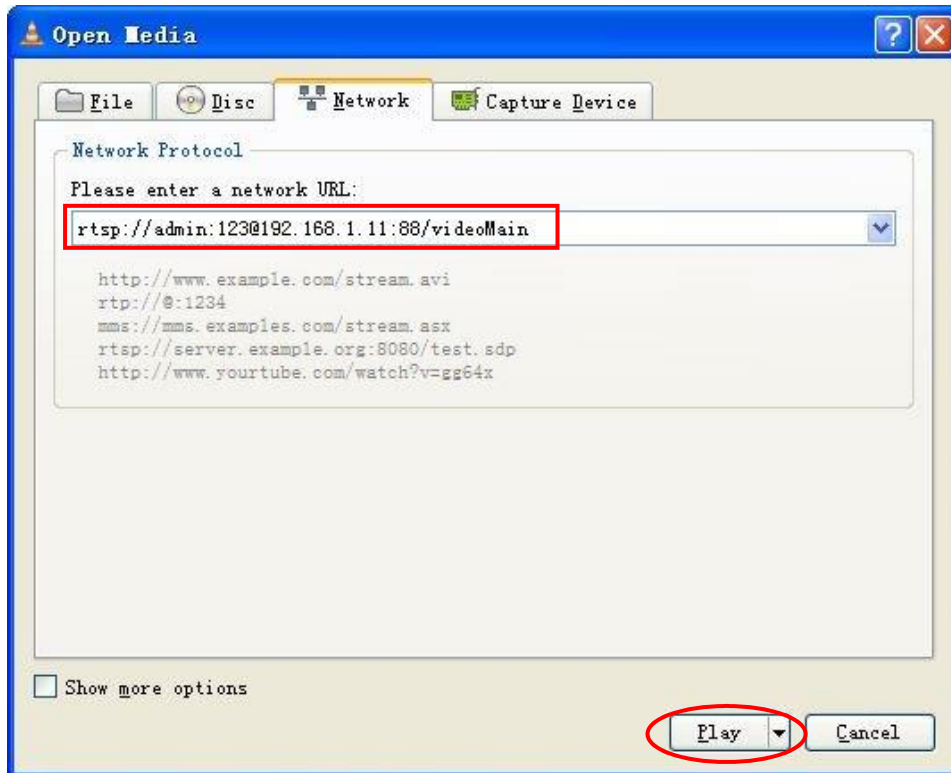 Open Media
File Disc Network Capture Device
Network Protocol
Please enter a network URL:
rtsp://admin:123@192.168.1.11:88/videoMain
http://www.example.com/stream.avi
rtp://@:1234
mms://mms.examples.com/stream.asx
rtsp://server.example.org:8080/test.sdp
http://www.yourtube.com/watch?v=gg64x
Show more options
Play Cancel